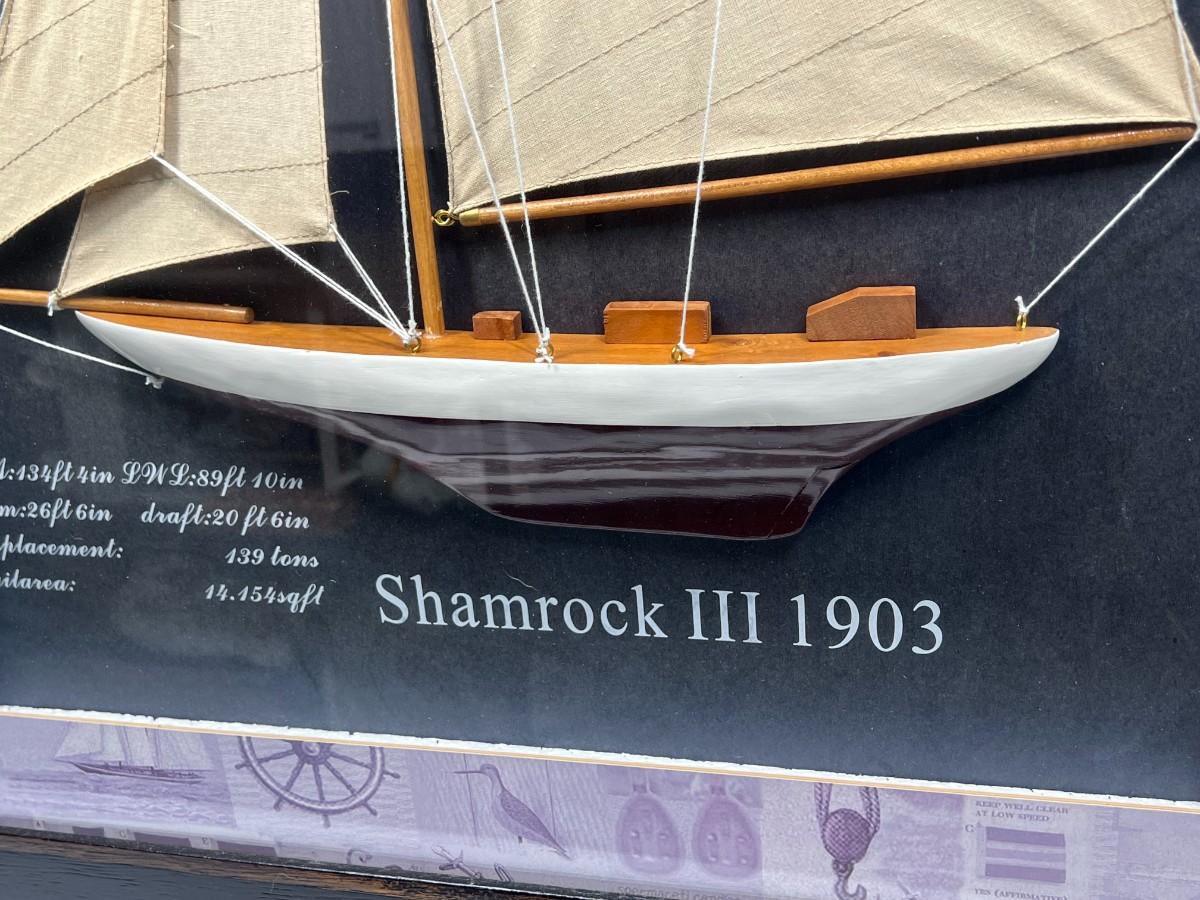 :134ft 4in LWL:89ft 10in
m:26ft 6in draft:20 ft 6in
placement: 139 tons
ilarea: 14.154sqft
Shamrock III 1903
KEEP WELL CLEAR
AT LOW SPEED
C
YES (AFFIRMATIVE)